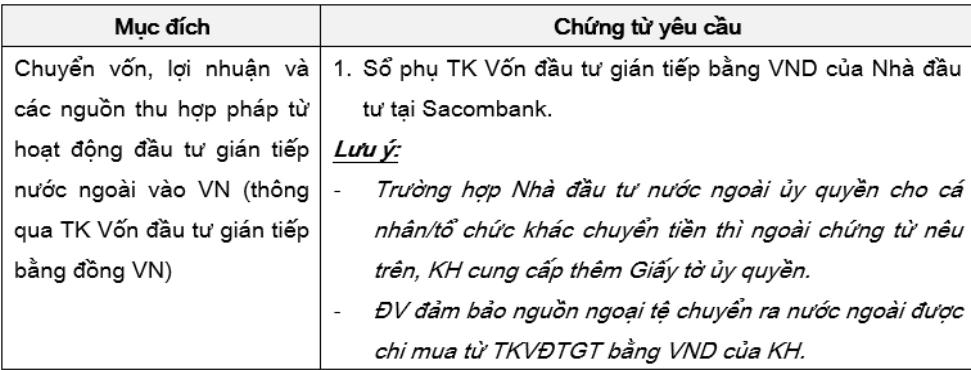 Mục đích
Chứng từ yêu cầu
Chuyển vốn, lợi nhuận và
các nguồn thu hợp pháp từ
hoạt động đầu tư gián tiếp
nước ngoài vào VN (thông
qua TK Vốn đầu tư gián tiếp
bằng đồng VN)
1. Sổ phụ TK Vốn đầu tư gián tiếp bằng VND của Nhà đầu
tư tại Sacombank.
Lưu ý:
- Trường hợp Nhà đầu tư nước ngoài ủy quyền cho cá
nhân/tổ chức khác chuyển tiền thì ngoài chứng từ nêu
trên, KH cung cấp thêm Giấy tờ ủy quyền.
- ĐV đảm bảo nguồn ngoại tệ chuyển ra nước ngoài được
chi mua từ TKVĐTGT bằng VND của KH.